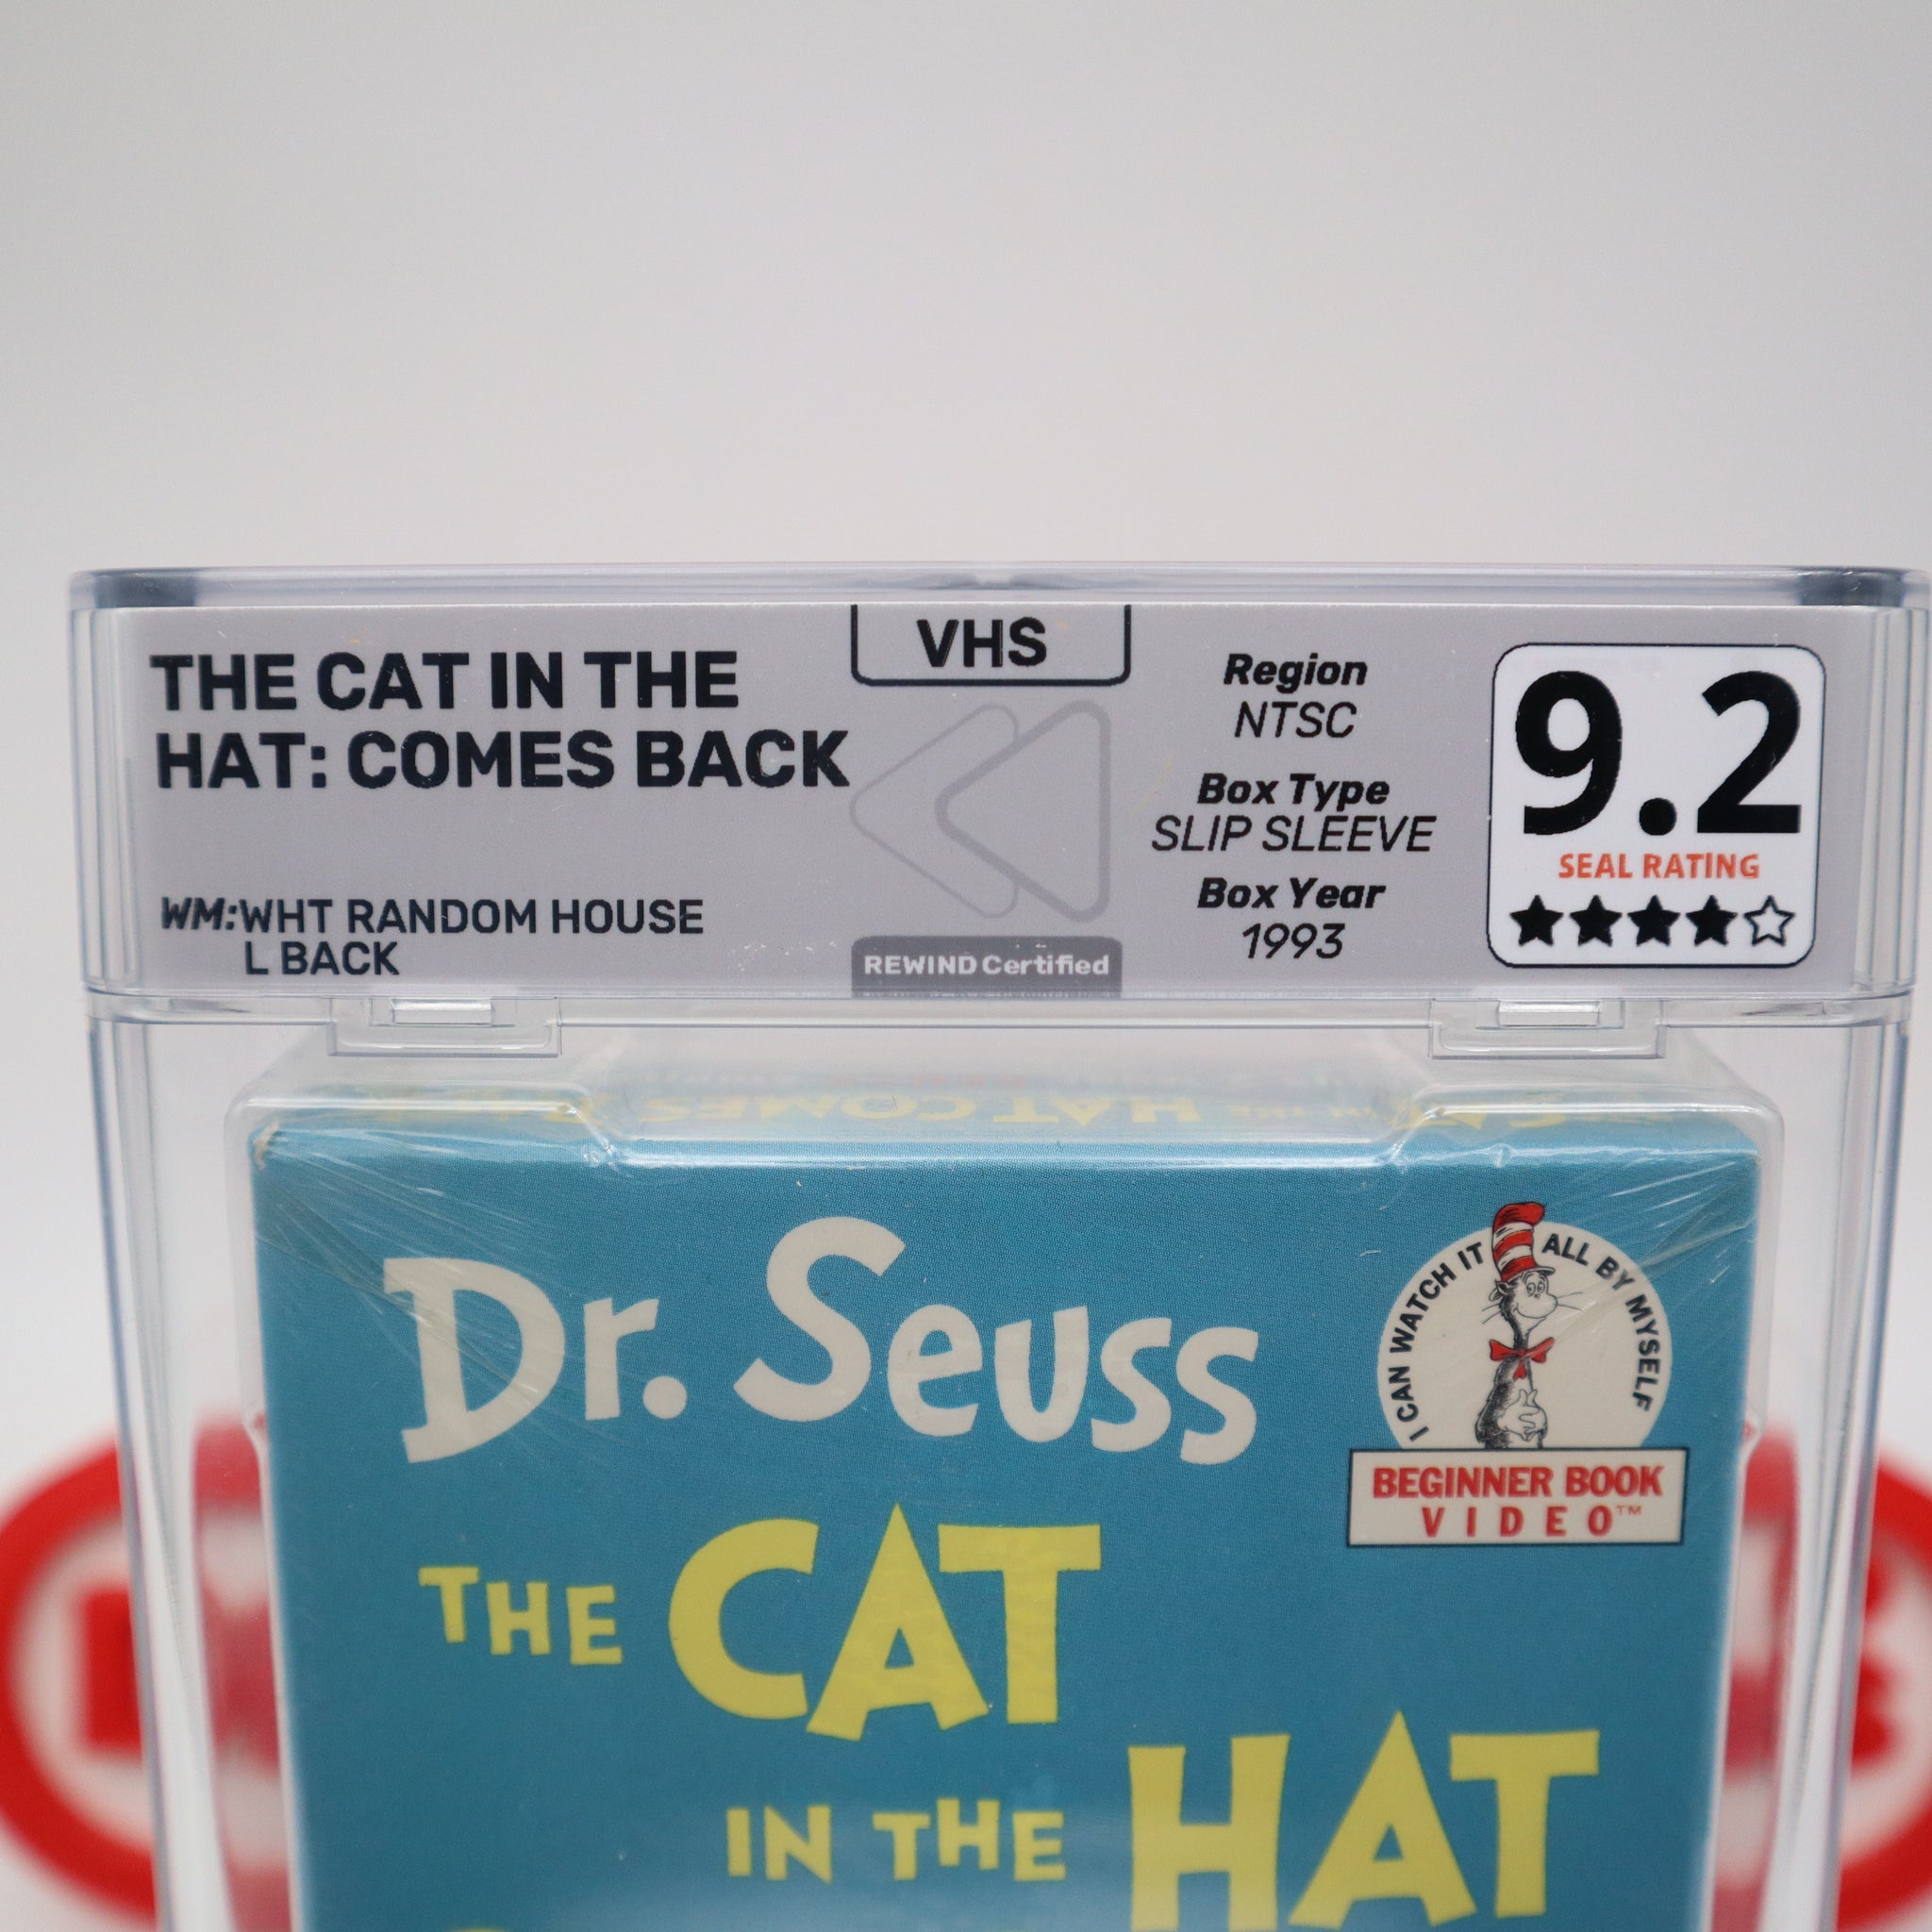 THE CAT IN THE
HAT: COMES BACK
WM:WHT RANDOM HOUSE
L BACK
VHS
REWIND Certified
Region
NTSC
Box Type
SLIP SLEEVE
Box Year
1993
9.2
SEAL RATING
HAT COMES
Dr. Seuss
I CAN WATCH IT ALL BY MYSELF
BEGINNER BOOK
VIDEO™
THE CAT
IN THE HAT